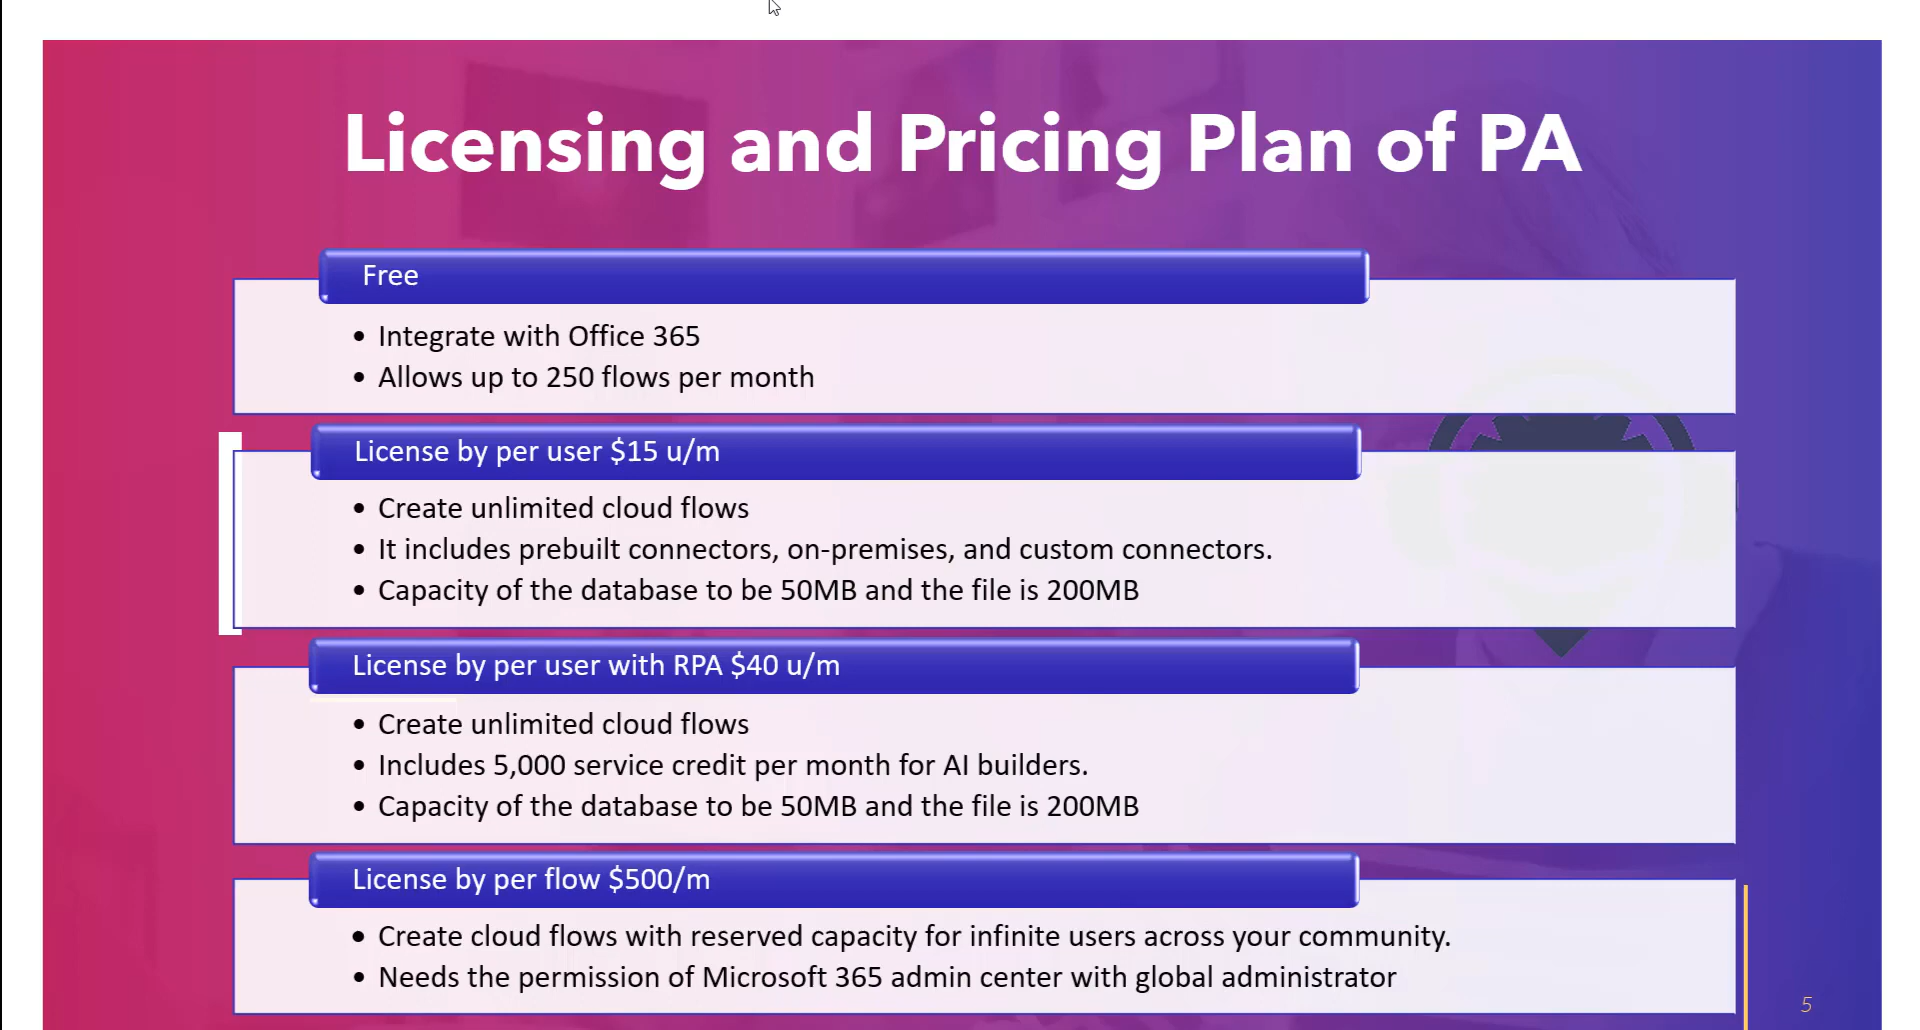 Licensing and Pricing Plan of PA
Free
• Integrate with Office 365
• Allows up to 250 flows per month
License by per user $15 u/m
• Create unlimited cloud flows
• It includes prebuilt connectors, on-premises, and custom connectors.
• Capacity of the database to be 50MB and the file is 200MB
License by per user with RPA $40 u/m
• Create unlimited cloud flows
• Includes 5,000 service credit per month for AI builders.
• Capacity of the database to be 50MB and the file is 200MB
License by per flow $500/m
• Create cloud flows with reserved capacity for infinite users across your community.
• Needs the permission of Microsoft 365 admin center with global administrator
5